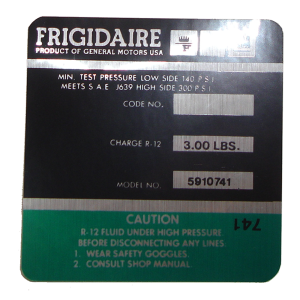 FRIGIDAIRE
PRODUCT OF GENERAL MOTORS USA
MIN. TEST PRESSURE LOW SIDE 140 P.S.I
MEETS S.A.E. J639 HIGH SIDE 300 P.S.I
CODE NO.
CHARGE R-12 3.00 LBS.
MODEL NO. 5910741
741
CAUTION
R-12 FLUID UNDER HIGH PRESSURE
BEFORE DISCONNECTING ANY LINES
1. WEAR SAFETY GOGGLES.
2. CONSULT SHOP MANUAL.